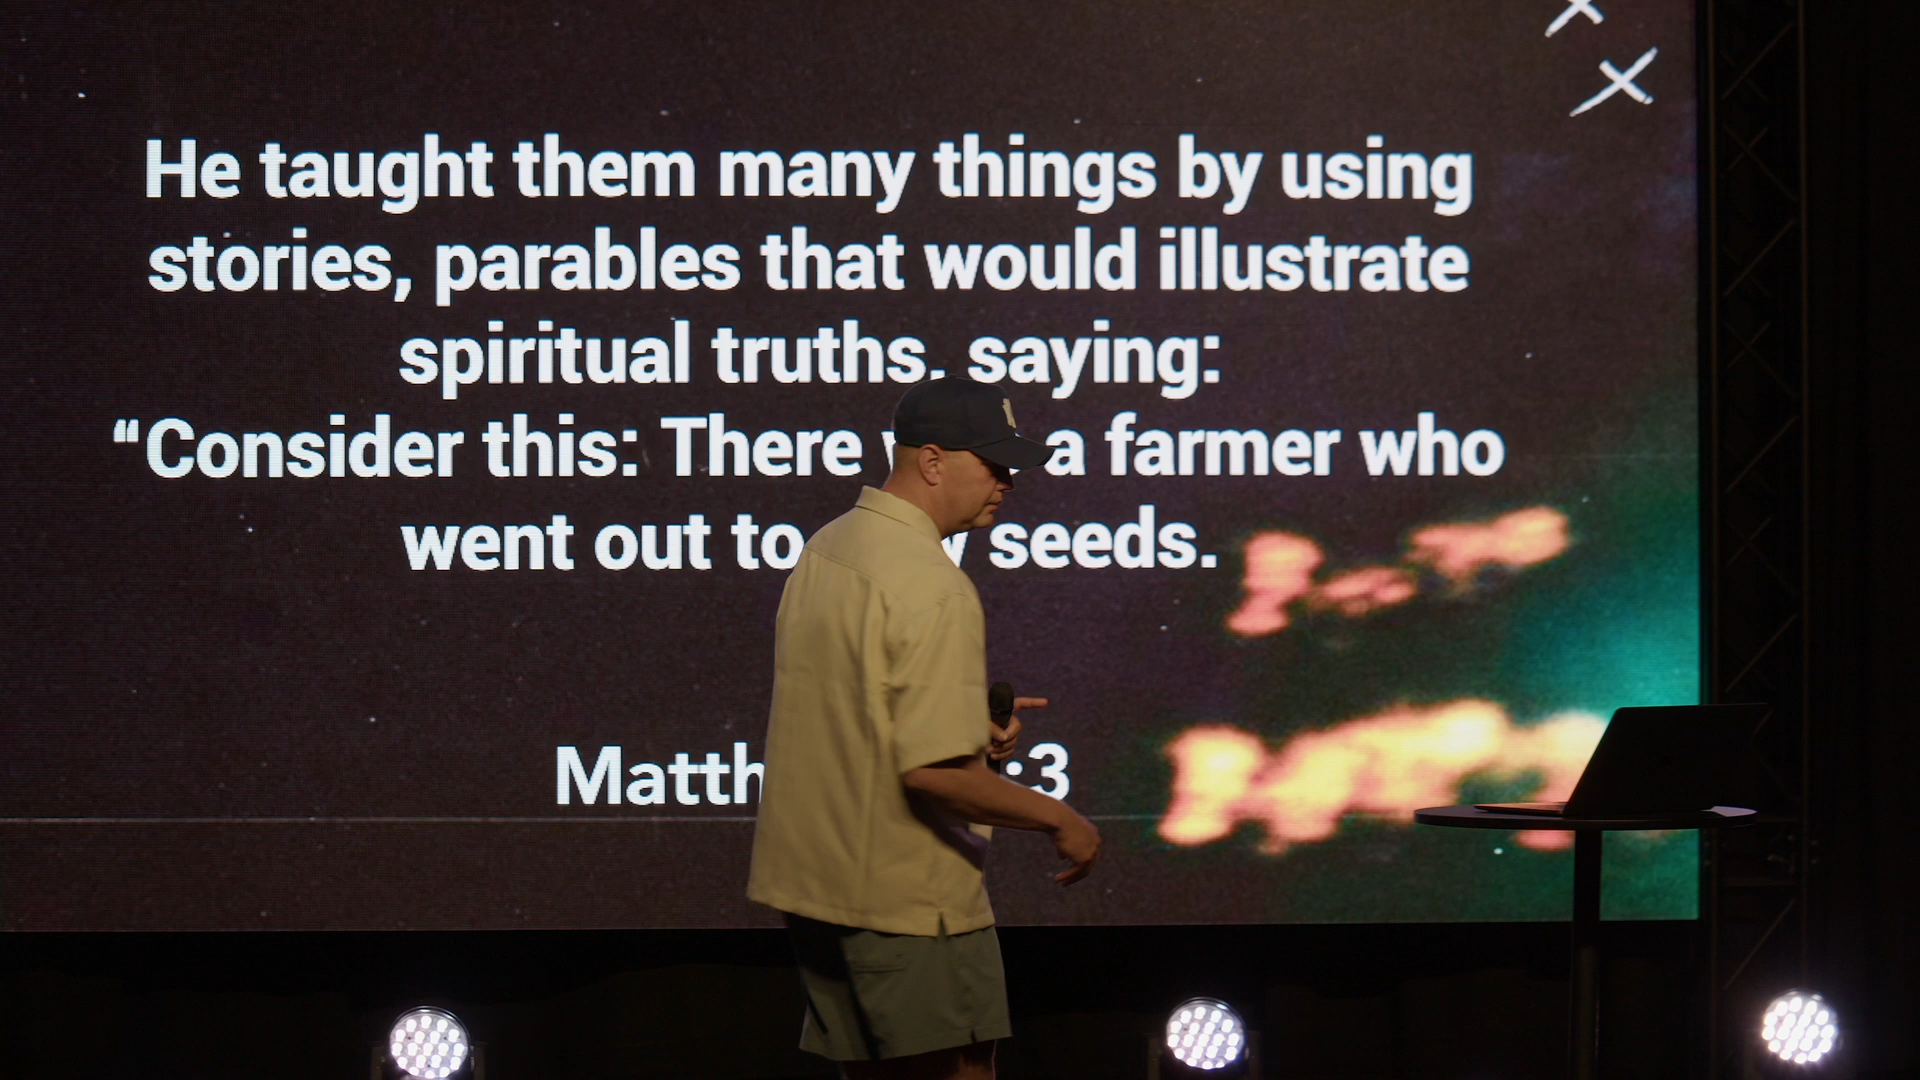 He taught them many things by using
stories, parables that would illustrate
spiritual truths, saying:
“Consider this: There a farmer who
went out to seeds.
:3